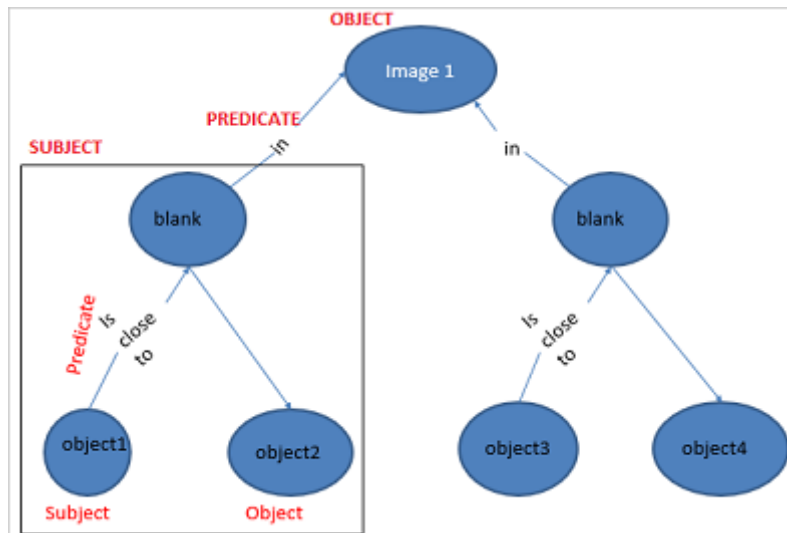 OBJECT
Image 1
PREDICATE
in
in
SUBJECT
blank
blank
Predicate
Is
close
to
Is
close
to
object1
object2
object3
object4
Subject
Object